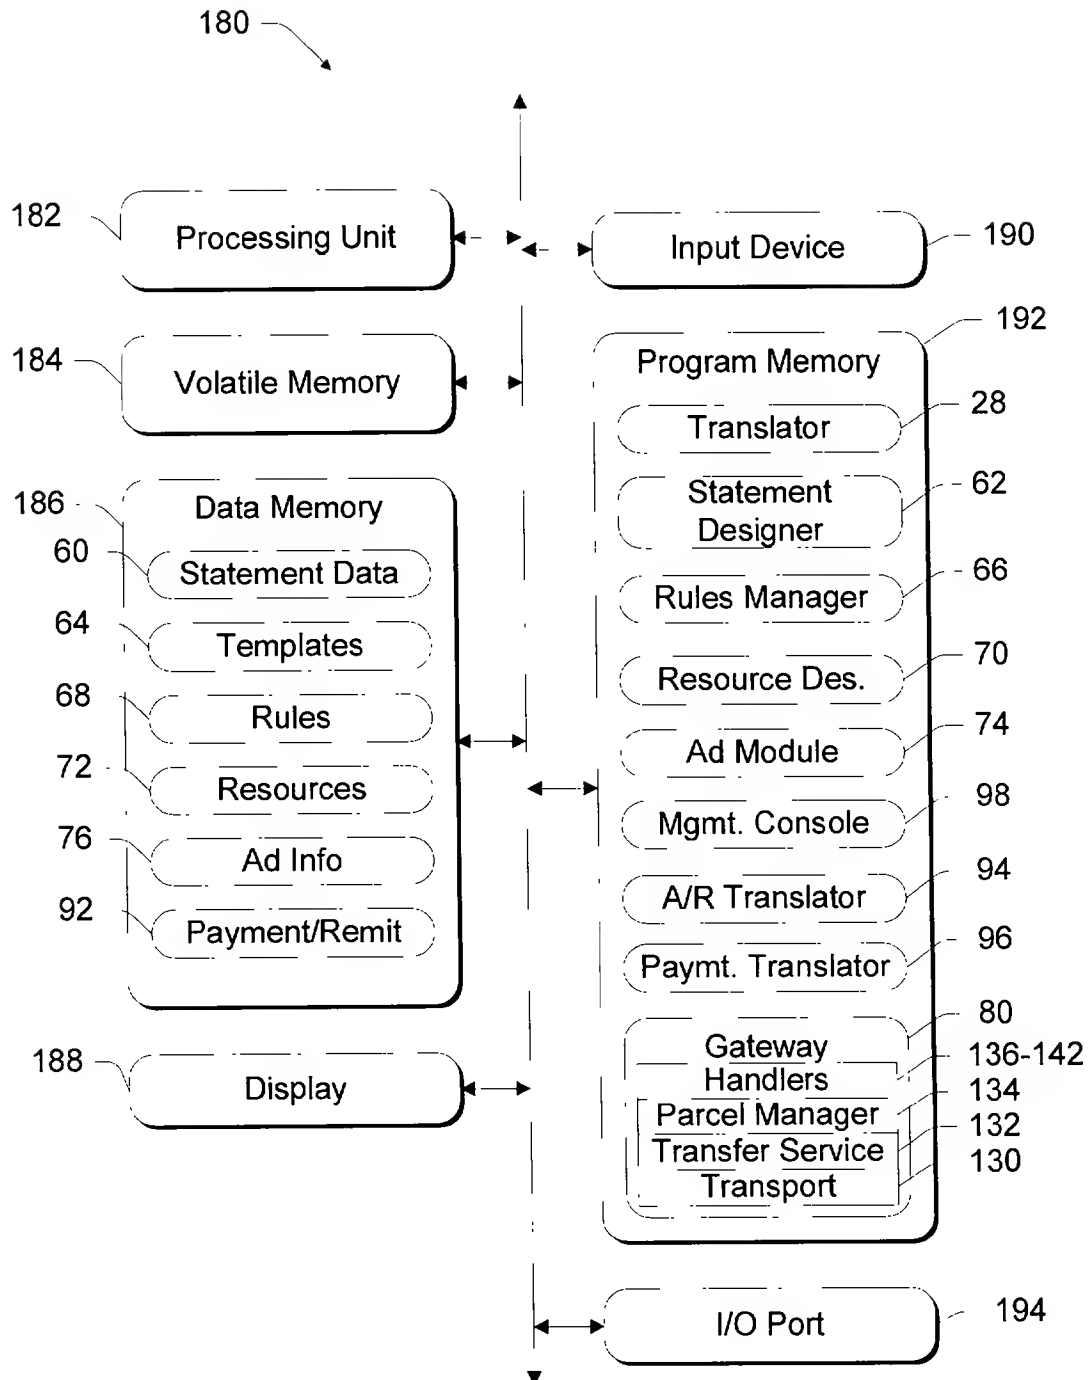 180
182
Processing Unit
Input Device
190
184
Volatile Memory
192
Program Memory
Translator
28
Statement
Designer
62
Rules Manager
66
Resource Des.
70
Ad Module
74
Mgmt. Console
98
A/R Translator
94
Paymt. Translator
96
80
Gateway
Handlers
136-142
Parcel Manager
134
Transfer Service
132
Transport
130
186
Data Memory
60
Statement Data
64
Templates
68
Rules
72
Resources
76
Ad Info
92
Payment/Remit
188
Display
I/O Port
194